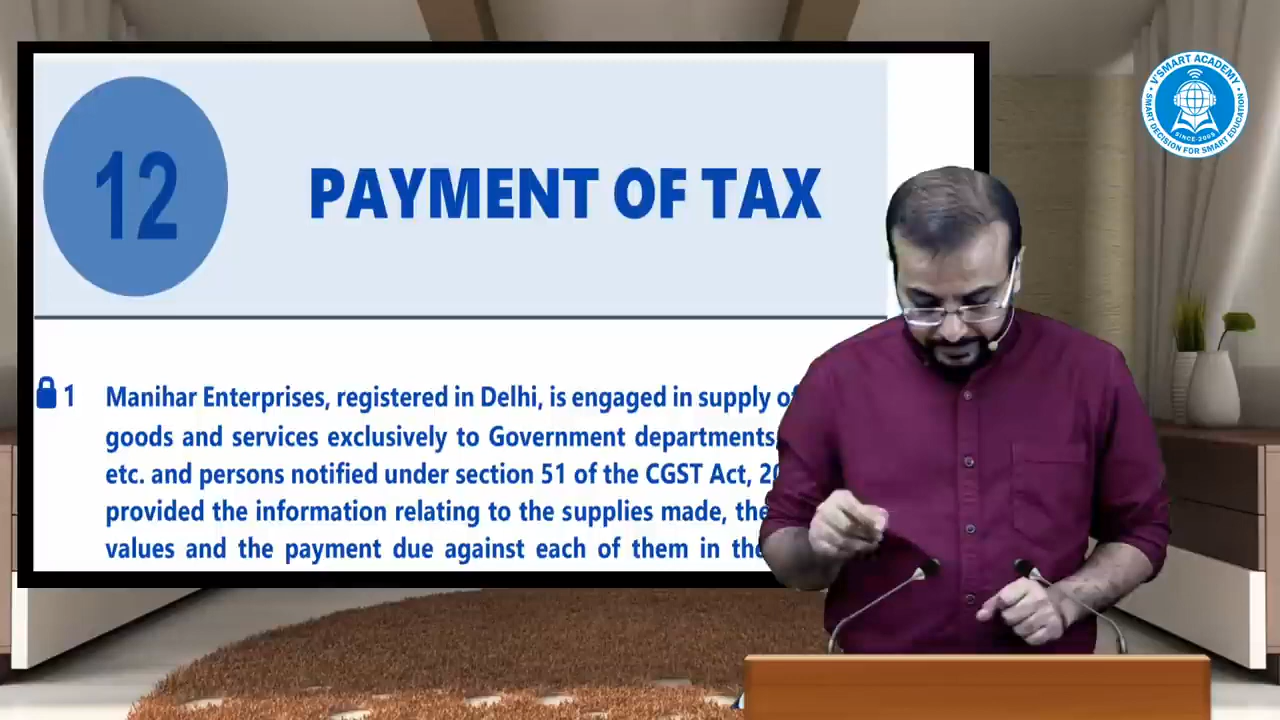 12
PAYMENT OF TAX
1 Manihar Enterprises, registered in Delhi, is engaged in supply of
goods and services exclusively to Government departments,
etc. and persons notified under section 51 of the CGST Act,
provided the information relating to the supplies made,
values and the payment due against each of them in
V'SMART ACADEMY
SMART DECISION FOR SMART EDUCATION
SINCE-2005